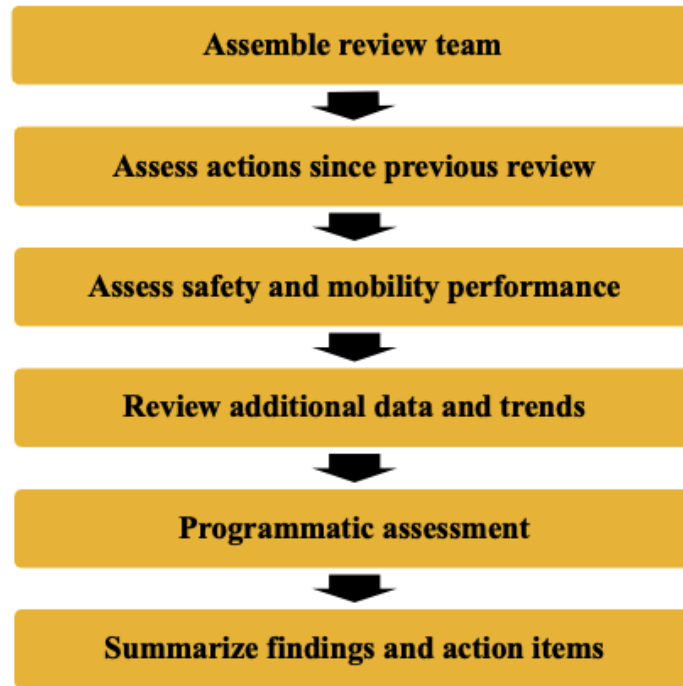 Assemble review team
Assess actions since previous review
Assess safety and mobility performance
Review additional data and trends
Programmatic assessment
Summarize findings and action items